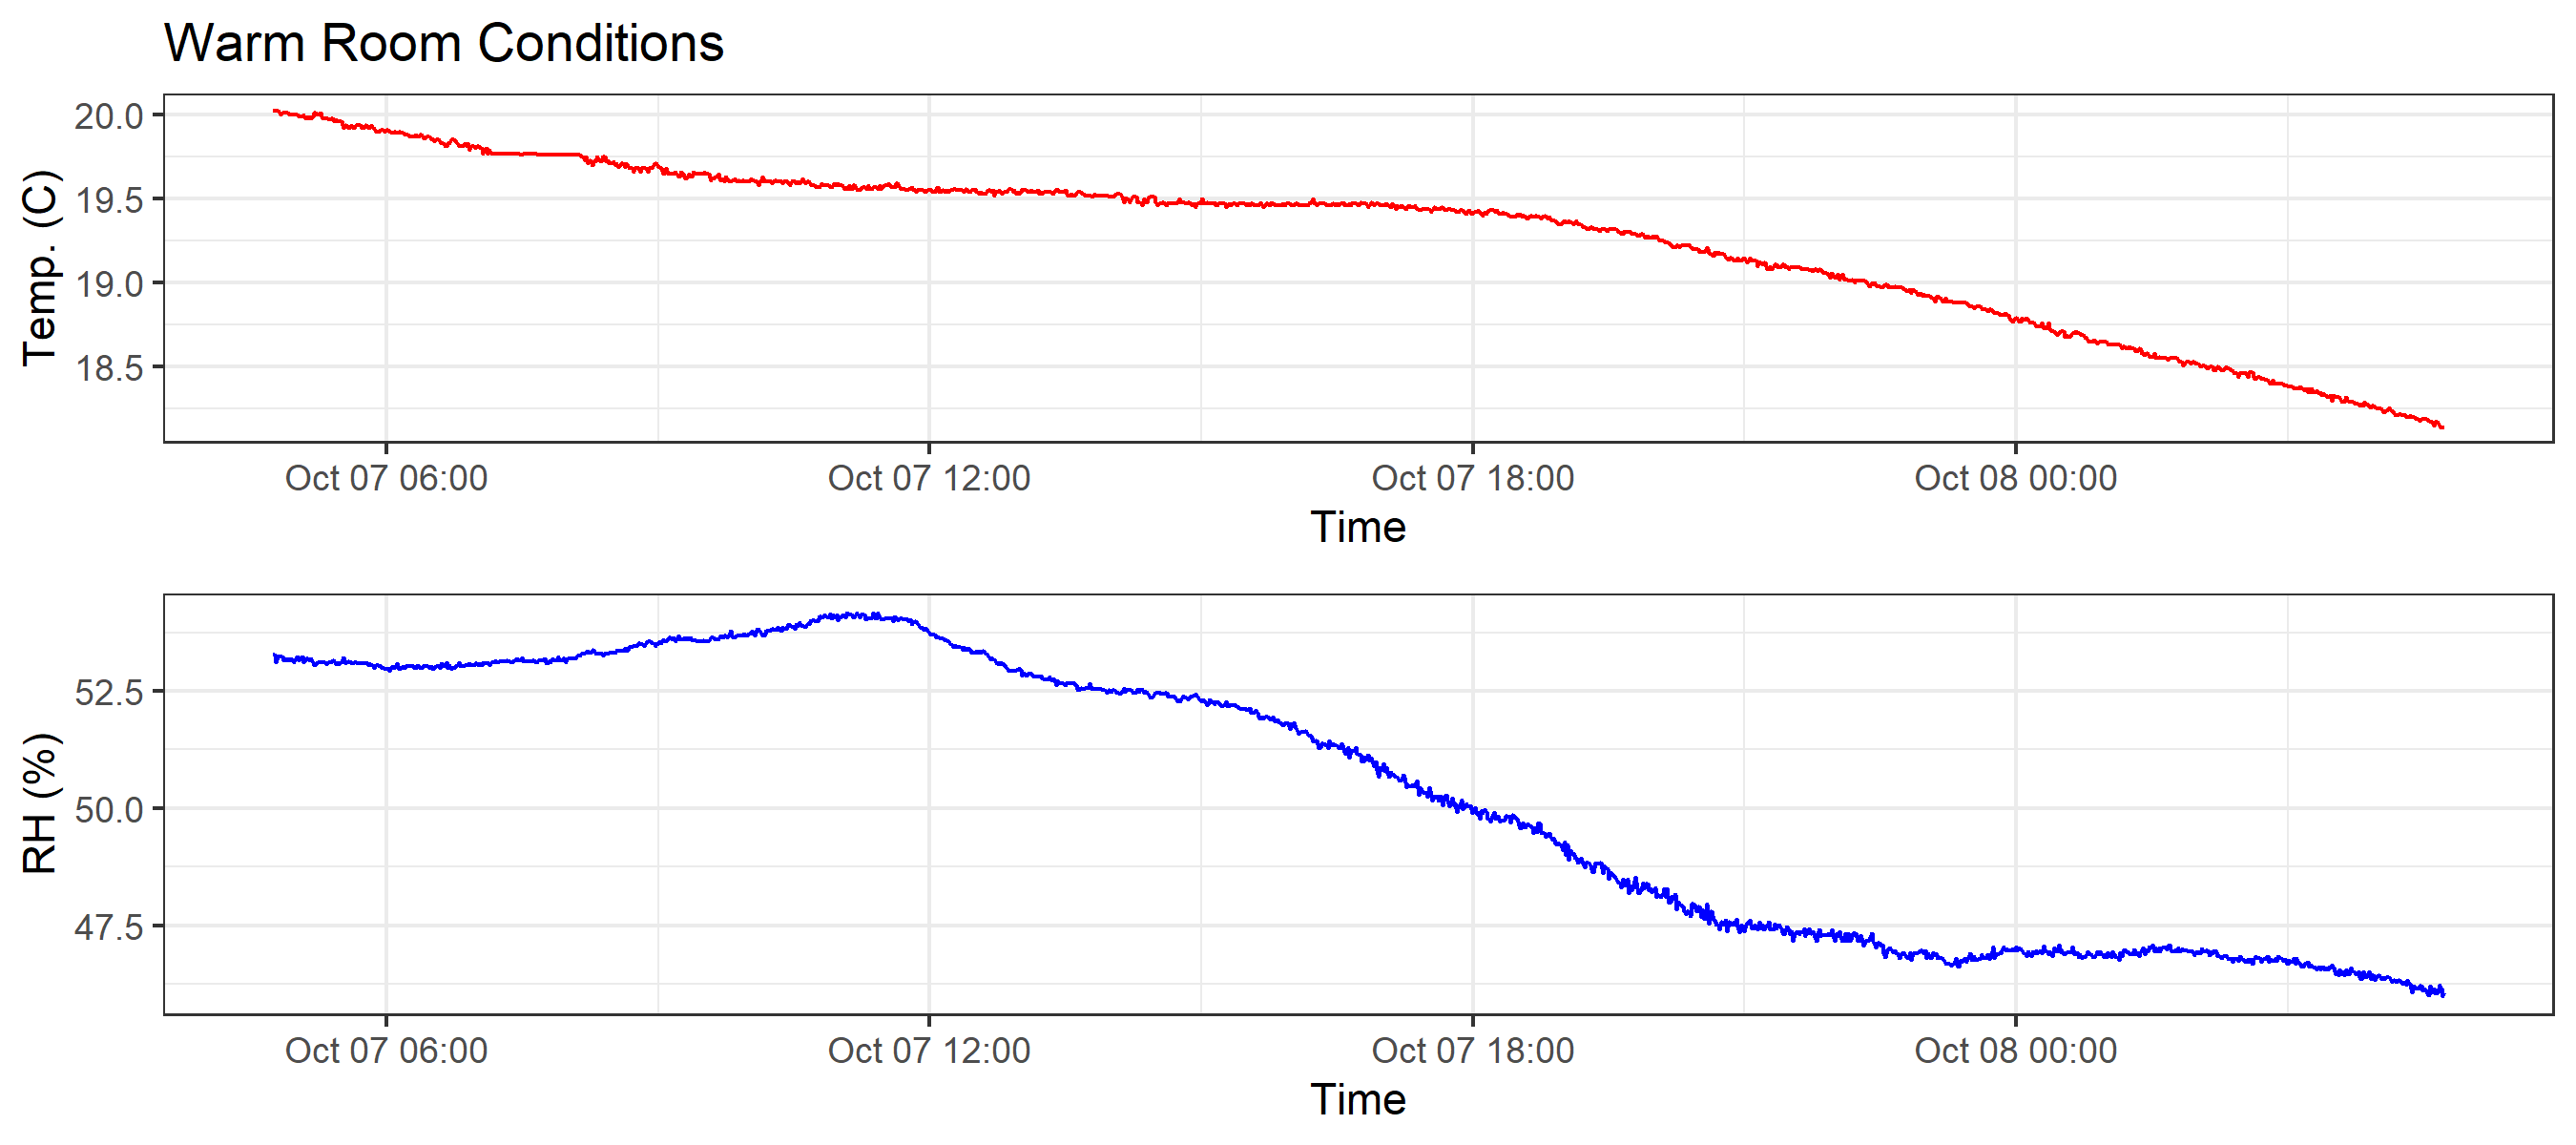 Warm Room Conditions
Temp. (C)
20.0
19.5
19.0
18.5
Oct 07 06:00 Oct 07 12:00 Oct 07 18:00 Oct 08 00:00
Time
RH (%)
52.5
50.0
47.5
Oct 07 06:00 Oct 07 12:00 Oct 07 18:00 Oct 08 00:00
Time